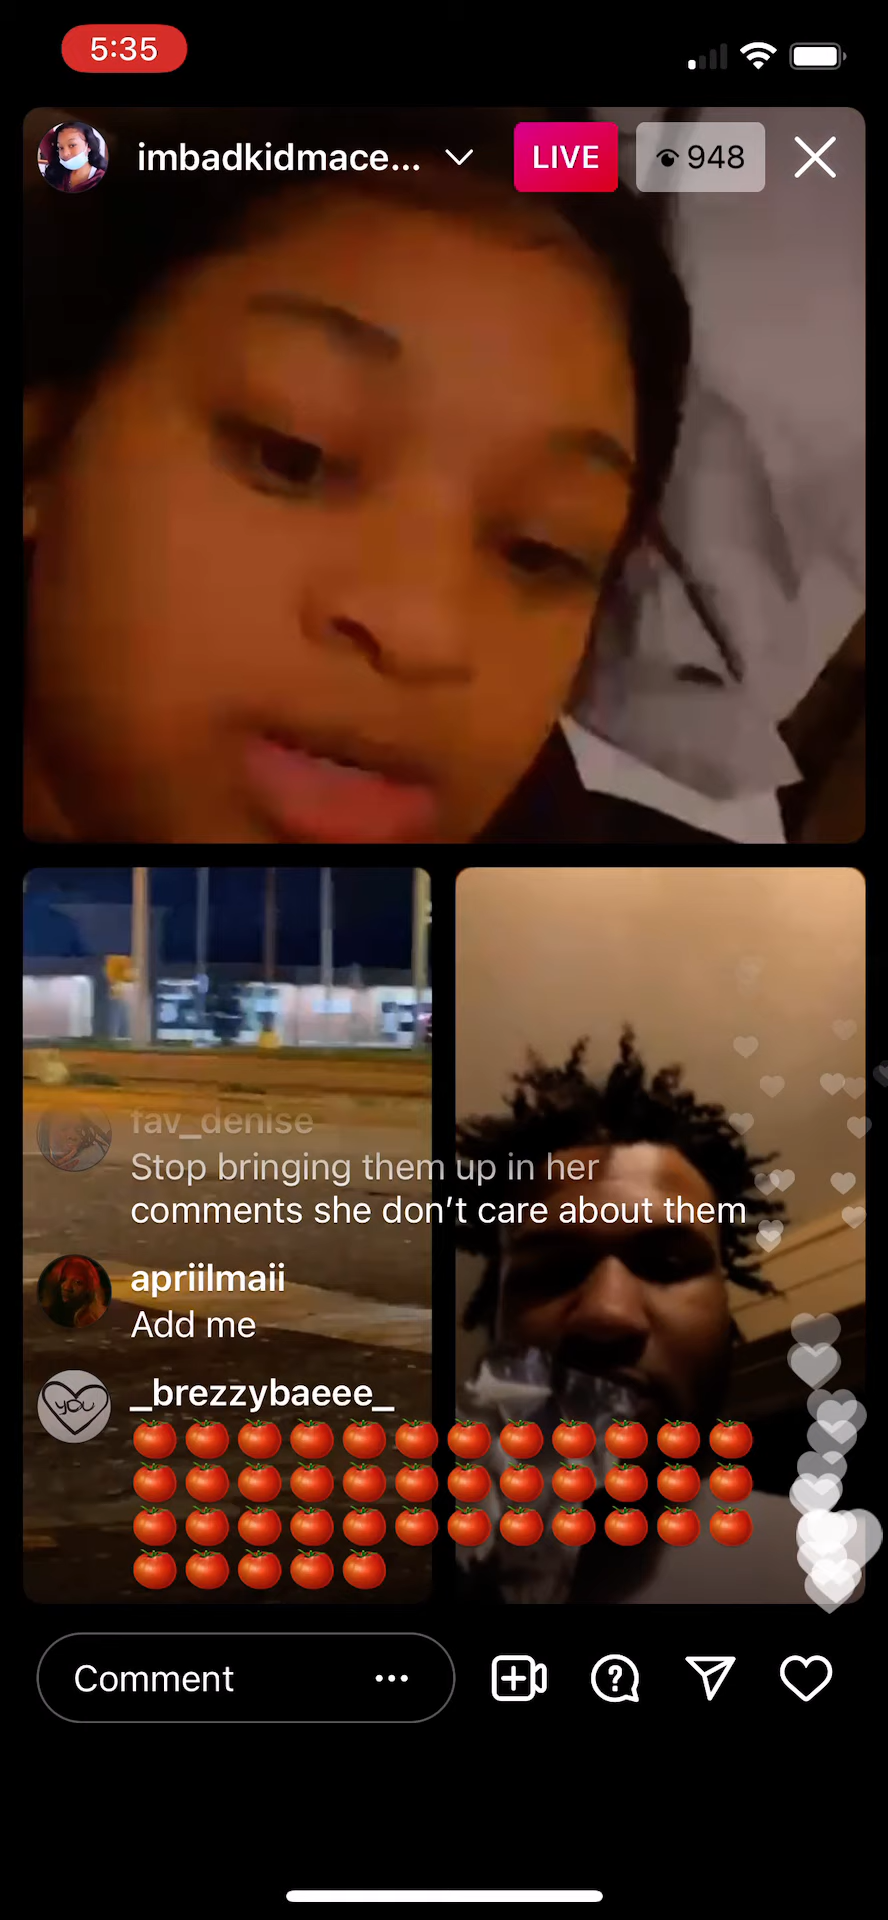 5:35
imbadkidmace...
LIVE
948
fav_denise
Stop bringing them up in her
comments she don't care about them
apriilmaii
Add me
YOU
_brezzybaeee_
🍅🍅🍅🍅🍅🍅🍅🍅🍅🍅🍅🍅
🍅🍅🍅🍅🍅🍅🍅🍅🍅🍅🍅🍅
🍅🍅🍅🍅🍅🍅🍅🍅🍅🍅🍅🍅
🍅🍅🍅🍅🍅
Comment ...